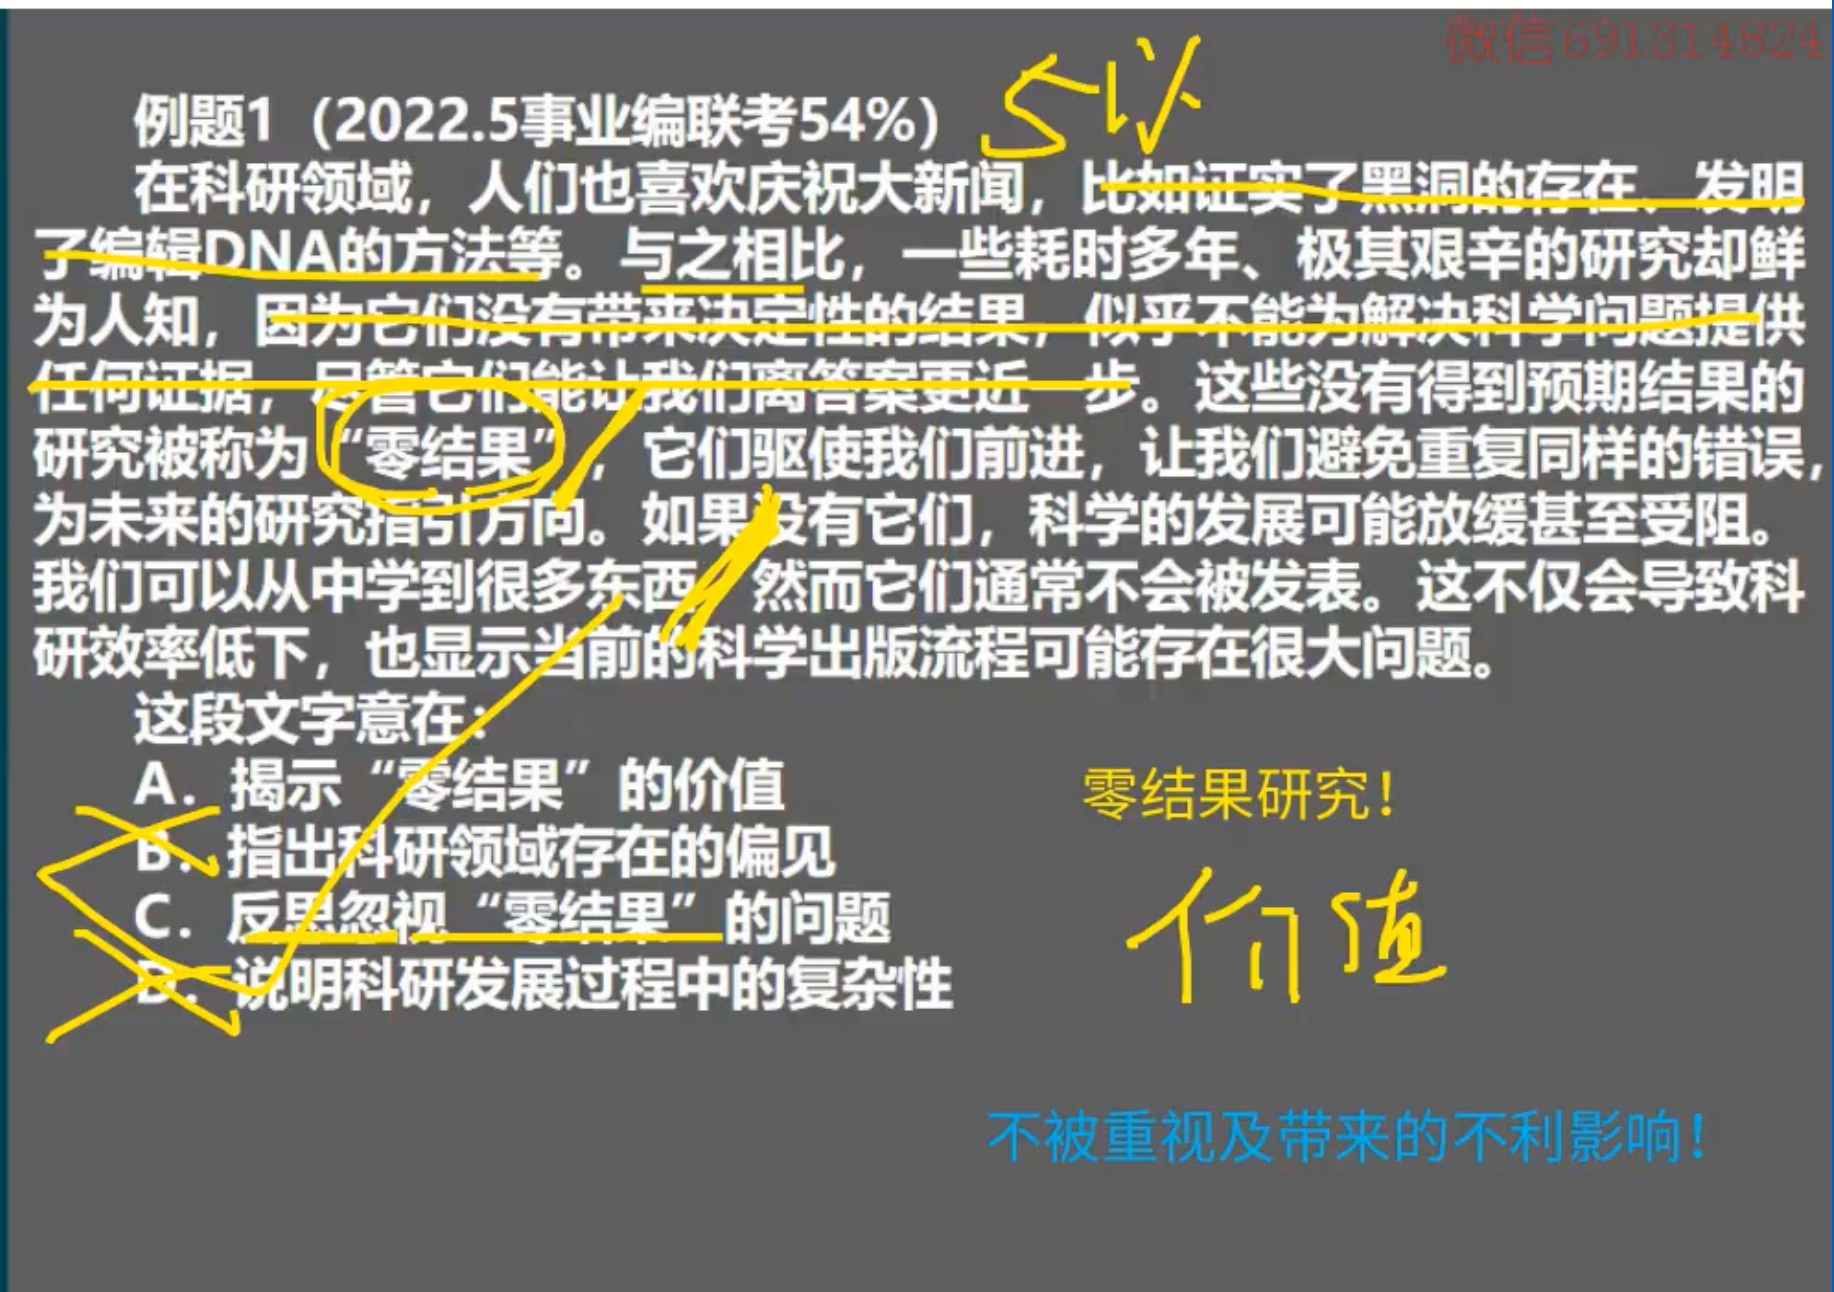 微信691314824
例题1（2022.5事业编联考54%）
在科研领域，人们也喜欢庆祝大新闻，比如证实了黑洞的存在、发明
了编辑DNA的方法等。与之相比，一些耗时多年、极其艰辛的研究却鲜
为人知，因为它们没有带来决定性的结果，似乎不能为解决科学问题提供
任何证据，尽管它们能让我们离答案更近一步。这些没有得到预期结果的
研究被称为“零结果”，它们驱使我们前进，让我们避免重复同样的错误，
为未来的研究指引方向。如果没有它们，科学的发展可能放缓甚至受阻。
我们可以从中学到很多东西，然而它们通常不会被发表。这不仅会导致科
研效率低下，也显示当前的科学出版流程可能存在很大问题。
这段文字意在：
A．揭示“零结果”的价值
零结果研究！
B．指出科研领域存在的偏见
C．反思忽视“零结果”的问题
价值
D．说明科研发展过程中的复杂性
不被重视及带来的不利影响！